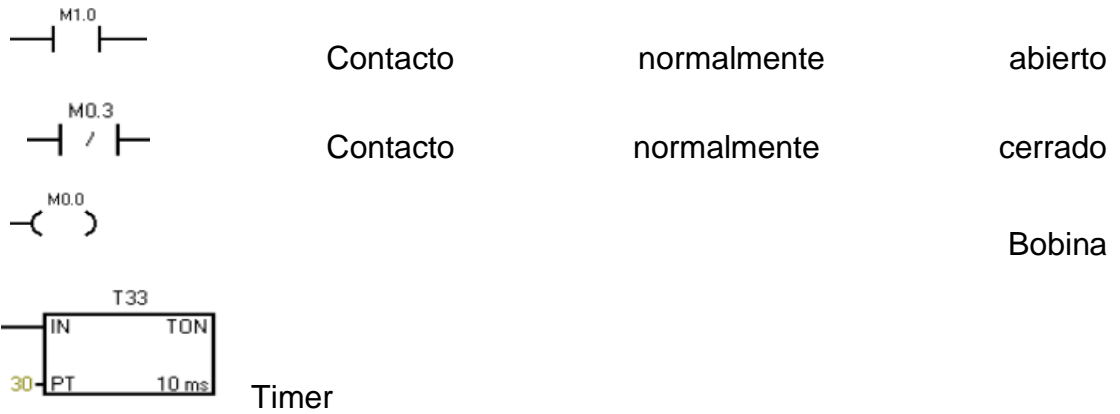 M1.0
Contacto normalmente abierto
M0.3
Contacto normalmente cerrado
M0.0
Bobina
T33
IN TON
30 PT 10 ms
Timer